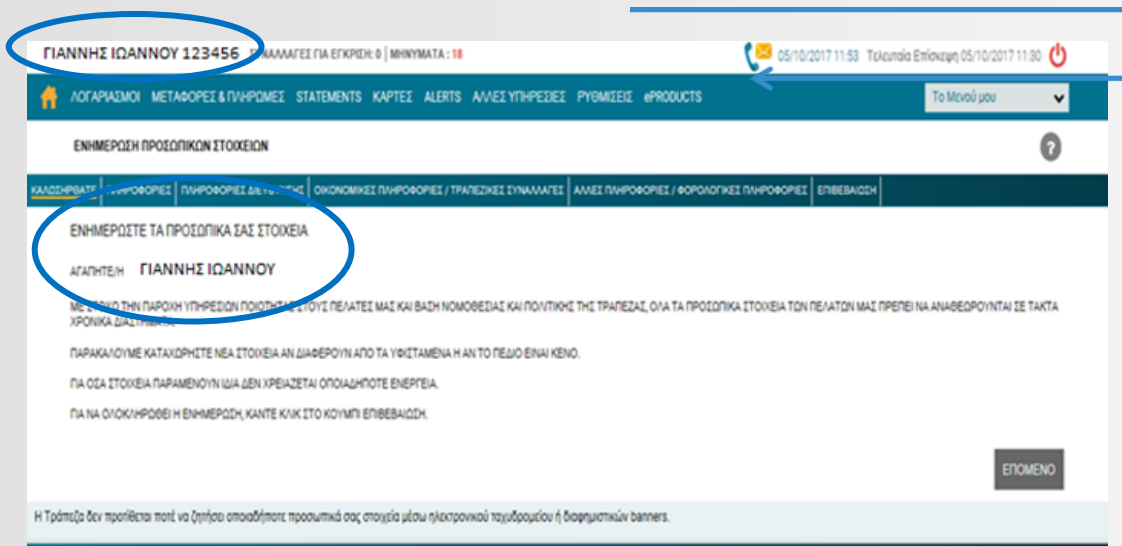 ΓΙΑΝΝΗΣ ΙΩΑΝΝΟΥ 123456 ΣΥΝΑΛΛΑΓΕΣ ΓΙΑ ΕΓΚΡΙΣΗ: 0 | ΜΗΝΥΜΑΤΑ : 18 05/10/2017 11:53 Τελευταία Επίσκεψη 05/10/2017 11:30
ΛΟΓΑΡΙΑΣΜΟΙ ΜΕΤΑΦΟΡΕΣ & ΠΛΗΡΩΜΕΣ STATEMENTS ΚΑΡΤΕΣ ALERTS ΑΛΛΕΣ ΥΠΗΡΕΣΙΕΣ ΡΥΘΜΙΣΕΙΣ ePRODUCTS Το Μενού μου
ΕΝΗΜΕΡΩΣΗ ΠΡΟΣΩΠΙΚΩΝ ΣΤΟΙΧΕΙΩΝ ?
ΚΑΛΩΣΗΡΘΑΤΕ ΠΛΗΡΟΦΟΡΙΕΣ ΠΛΗΡΟΦΟΡΙΕΣ ΔΙΕΥΘΥΝΣΗΣ ΟΙΚΟΝΟΜΙΚΕΣ ΠΛΗΡΟΦΟΡΙΕΣ / ΤΡΑΠΕΖΙΚΕΣ ΣΥΝΑΛΛΑΓΕΣ ΑΛΛΕΣ ΠΛΗΡΟΦΟΡΙΕΣ / ΦΟΡΟΛΟΓΙΚΕΣ ΠΛΗΡΟΦΟΡΙΕΣ ΕΠΙΒΕΒΑΙΩΣΗ
ΕΝΗΜΕΡΩΣΤΕ ΤΑ ΠΡΟΣΩΠΙΚΑ ΣΑΣ ΣΤΟΙΧΕΙΑ
ΑΓΑΠΗΤΕ/Η ΓΙΑΝΝΗΣ ΙΩΑΝΝΟΥ
ΜΕ ΣΤΟΧΟ ΤΗΝ ΠΑΡΟΧΗ ΥΠΗΡΕΣΙΩΝ ΠΟΙΟΤΗΤΑΣ ΣΤΟΥΣ ΠΕΛΑΤΕΣ ΜΑΣ ΚΑΙ ΒΑΣΗ ΝΟΜΟΘΕΣΙΑΣ ΚΑΙ ΠΟΛΙΤΙΚΗΣ ΤΗΣ ΤΡΑΠΕΖΑΣ, ΟΛΑ ΤΑ ΠΡΟΣΩΠΙΚΑ ΣΤΟΙΧΕΙΑ ΤΩΝ ΠΕΛΑΤΩΝ ΜΑΣ ΠΡΕΠΕΙ ΝΑ ΑΝΑΘΕΩΡΟΥΝΤΑΙ ΣΕ ΤΑΚΤΑ
ΧΡΟΝΙΚΑ ΔΙΑΣΤΗΜΑΤΑ.
ΠΑΡΑΚΑΛΟΥΜΕ ΚΑΤΑΧΩΡΗΣΤΕ ΝΕΑ ΣΤΟΙΧΕΙΑ ΑΝ ΔΙΑΦΕΡΟΥΝ ΑΠΟ ΤΑ ΥΦΙΣΤΑΜΕΝΑ Η ΑΝ ΤΟ ΠΕΔΙΟ ΕΙΝΑΙ ΚΕΝΟ.
ΓΙΑ ΟΣΑ ΣΤΟΙΧΕΙΑ ΠΑΡΑΜΕΝΟΥΝ ΙΔΙΑ ΔΕΝ ΧΡΕΙΑΖΕΤΑΙ ΟΠΟΙΑΔΗΠΟΤΕ ΕΝΕΡΓΕΙΑ.
ΓΙΑ ΝΑ ΟΛΟΚΛΗΡΩΘΕΙ Η ΕΝΗΜΕΡΩΣΗ, ΚΑΝΤΕ ΚΛΙΚ ΣΤΟ ΚΟΥΜΠΙ ΕΠΙΒΕΒΑΙΩΣΗ.
ΕΠΟΜΕΝΟ
Η Τράπεζα δεν προτίθεται ποτέ να ζητήσει οποιαδήποτε προσωπικά σας στοιχεία μέσω ηλεκτρονικού ταχυδρομείου ή διαφημιστικών banners.